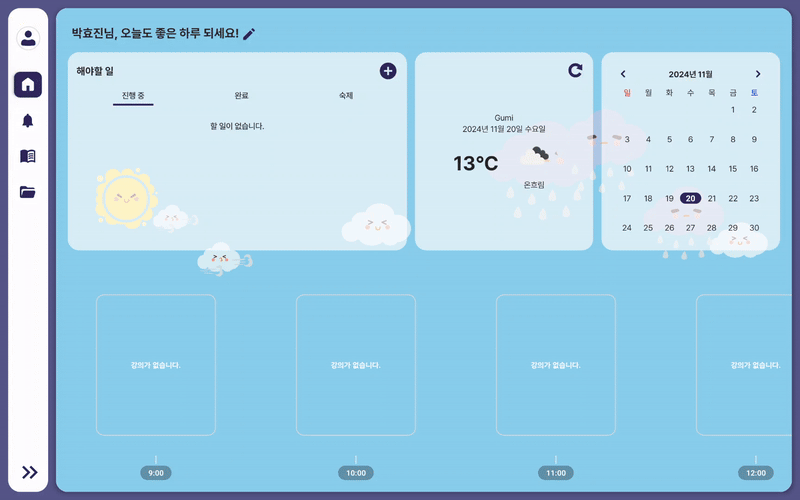 박효진님, 오늘도 좋은 하루 되세요!
해야할 일
진행 중 완료 숙제
할 일이 없습니다.
Gumi
2024년 11월 20일 수요일
13°C
온흐림
2024년 11월
일 월 화 수 목 금 토
1 2
3 4 5 6 7 8 9
10 11 12 13 14 15 16
17 18 19 20 21 22 23
24 25 26 27 28 29 30
강의가 없습니다. 강의가 없습니다. 강의가 없습니다. 강의가 없습니다.
9:00 10:00 11:00 12:00